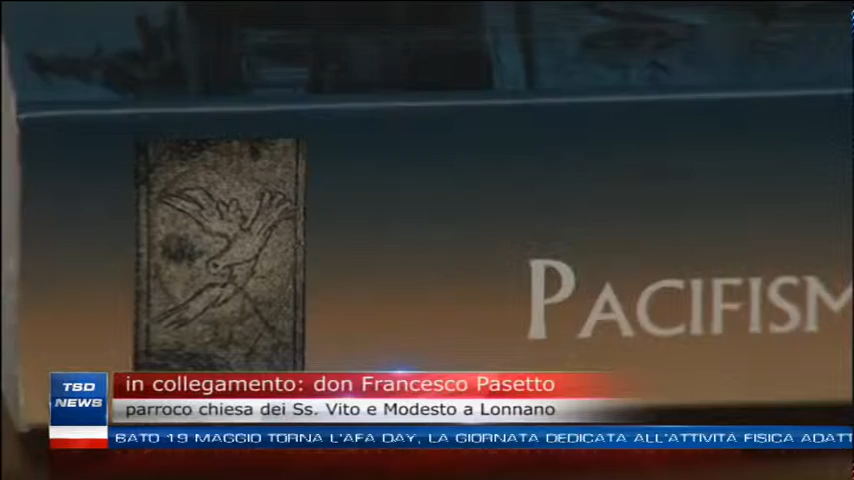 PACIFISM
TSD
NEWS
in collegamento: don Francesco Pasetto
parroco chiesa dei Ss. Vito e Modesto a Lonnano
BATO 19 MAGGIO TORNA L'AFA DAY, LA GIORNATA DEDICATA ALL'ATTIVITÀ FISICA ADATT